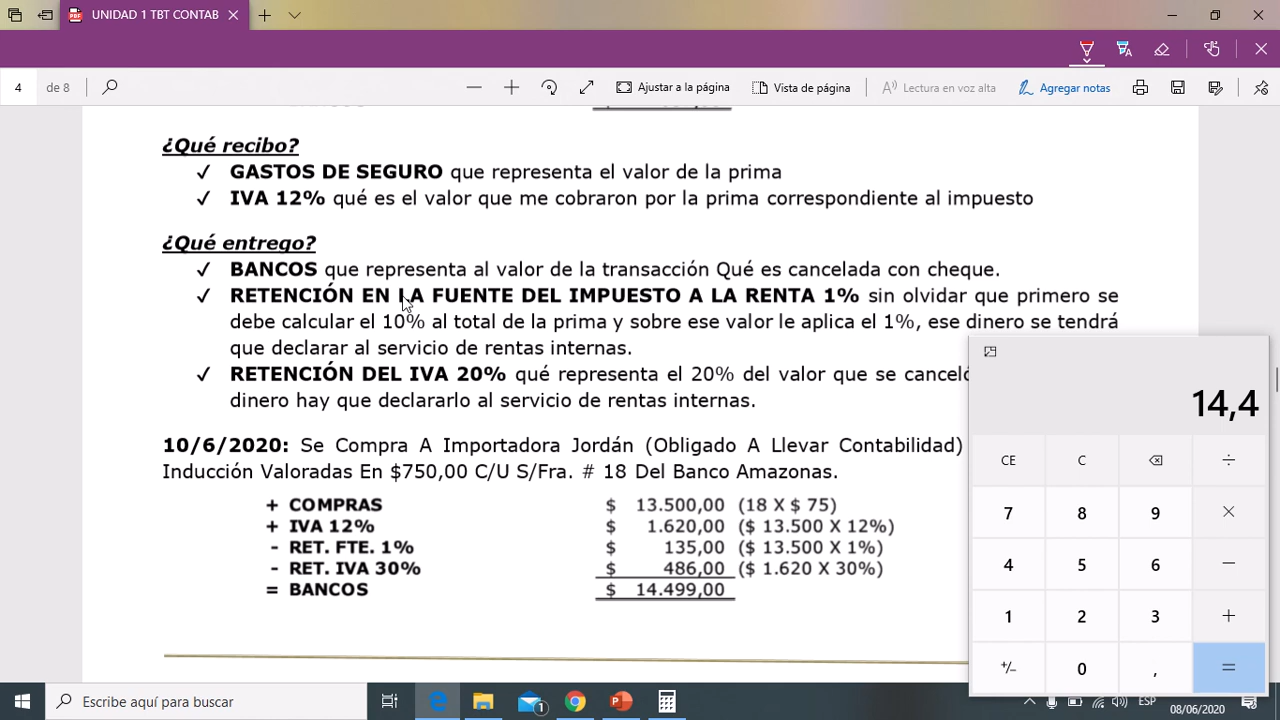 UNIDAD 1 TBT CONTAB
4 de 8
Ajustar a la página
Vista de página
Lectura en voz alta
Agregar notas
¿Qué recibo?
✓ GASTOS DE SEGURO que representa el valor de la prima
✓ IVA 12% qué es el valor que me cobraron por la prima correspondiente al impuesto
¿Qué entrego?
✓ BANCOS que representa al valor de la transacción Qué es cancelada con cheque.
✓ RETENCIÓN EN LA FUENTE DEL IMPUESTO A LA RENTA 1% sin olvidar que primero se
debe calcular el 10% al total de la prima y sobre ese valor le aplica el 1%, ese dinero se tendrá
que declarar al servicio de rentas internas.
✓ RETENCIÓN DEL IVA 20% qué representa el 20% del valor que se canceló
dinero hay que declararlo al servicio de rentas internas.
10/6/2020: Se Compra A Importadora Jordán (Obligado A Llevar Contabilidad)
Inducción Valoradas En $750,00 C/U S/Fra. # 18 Del Banco Amazonas.
+ COMPRAS $ 13.500,00 (18 X $ 75)
+ IVA 12% $ 1.620,00 ($ 13.500 X 12%)
- RET. FTE. 1% $ 135,00 ($ 13.500 X 1%)
- RET. IVA 30% $ 486,00 ($ 1.620 X 30%)
= BANCOS $ 14.499,00
14,4
CE C ÷
7 8 9 ×
4 5 6 −
1 2 3 +
+/− 0 , =
Escribe aquí para buscar
1
ESP
08/06/2020